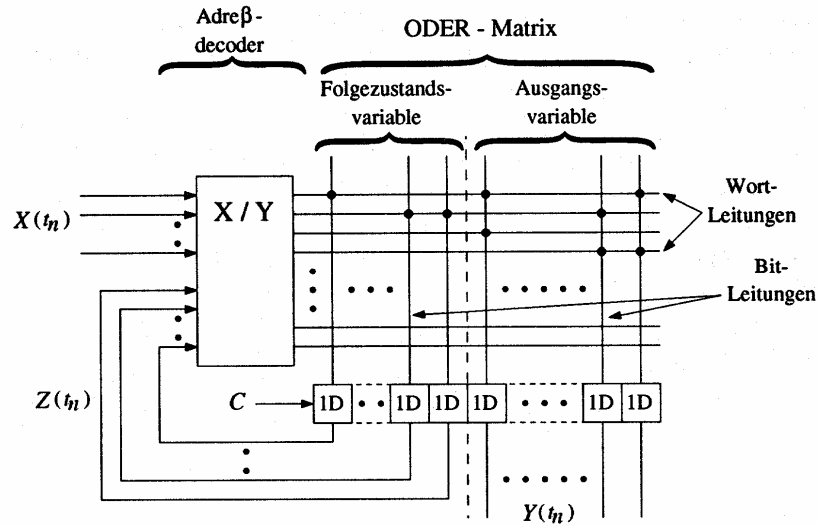 Adreβ-
decoder
ODER - Matrix
Folgezustands-
variable
Ausgangs-
variable
X / Y
X(tn)
Wort-
Leitungen
Bit-
Leitungen
Z(tn)
C
1D
1D
1D
1D
1D
1D
Y(tn)